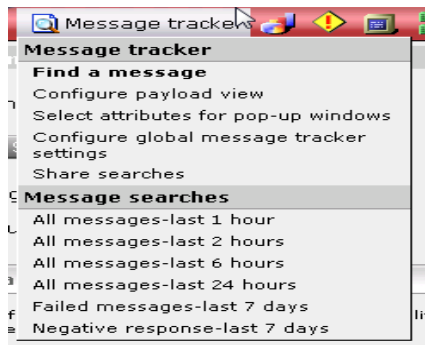 Message tracker
Message tracker
Find a message
Configure payload view
Select attributes for pop-up windows
Configure global message tracker
settings
Share searches
Message searches
All messages-last 1 hour
All messages-last 2 hours
All messages-last 6 hours
All messages-last 24 hours
Failed messages-last 7 days
Negative response-last 7 days